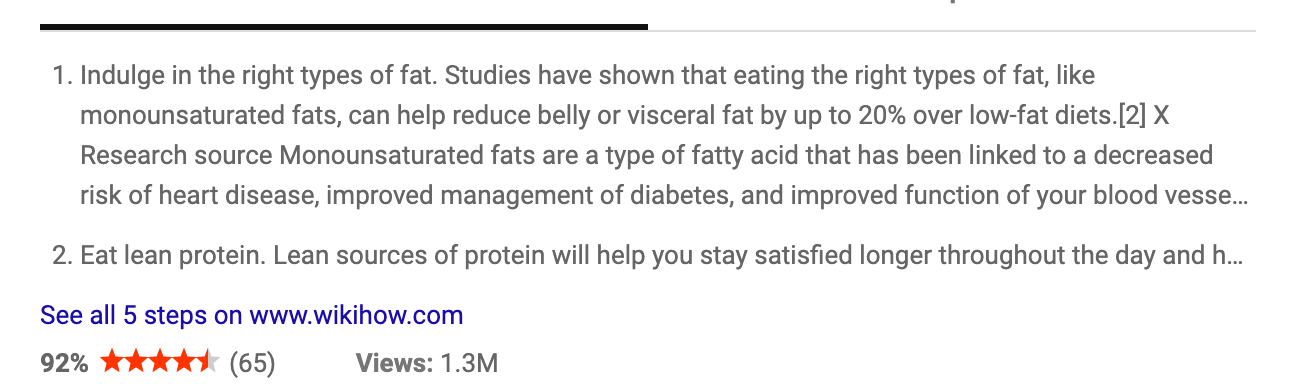 1. Indulge in the right types of fat. Studies have shown that eating the right types of fat, like
monounsaturated fats, can help reduce belly or visceral fat by up to 20% over low-fat diets.[2] X
Research source Monounsaturated fats are a type of fatty acid that has been linked to a decreased
risk of heart disease, improved management of diabetes, and improved function of your blood vesse...
2. Eat lean protein. Lean sources of protein will help you stay satisfied longer throughout the day and h...
See all 5 steps on www.wikihow.com
92% (65) Views: 1.3M